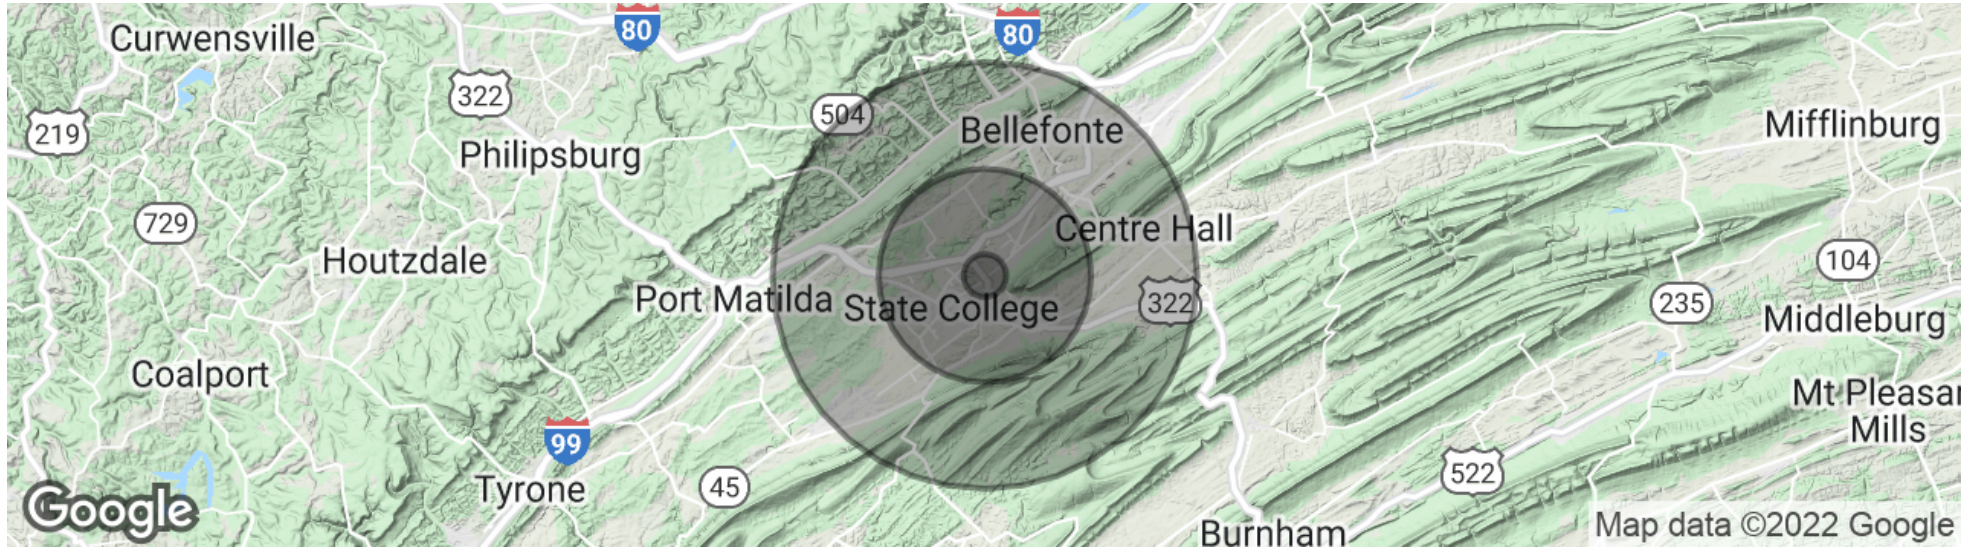 80
80
Curwensville
322
504
219
Bellefonte
Mifflinburg
Philipsburg
729
Centre Hall
Houtzdale
104
Port Matilda
State College
322
235
Middleburg
Coalport
Mt Pleasan
Mills
99
522
Tyrone
45
Google
Burnham
Map data ©2022 Google